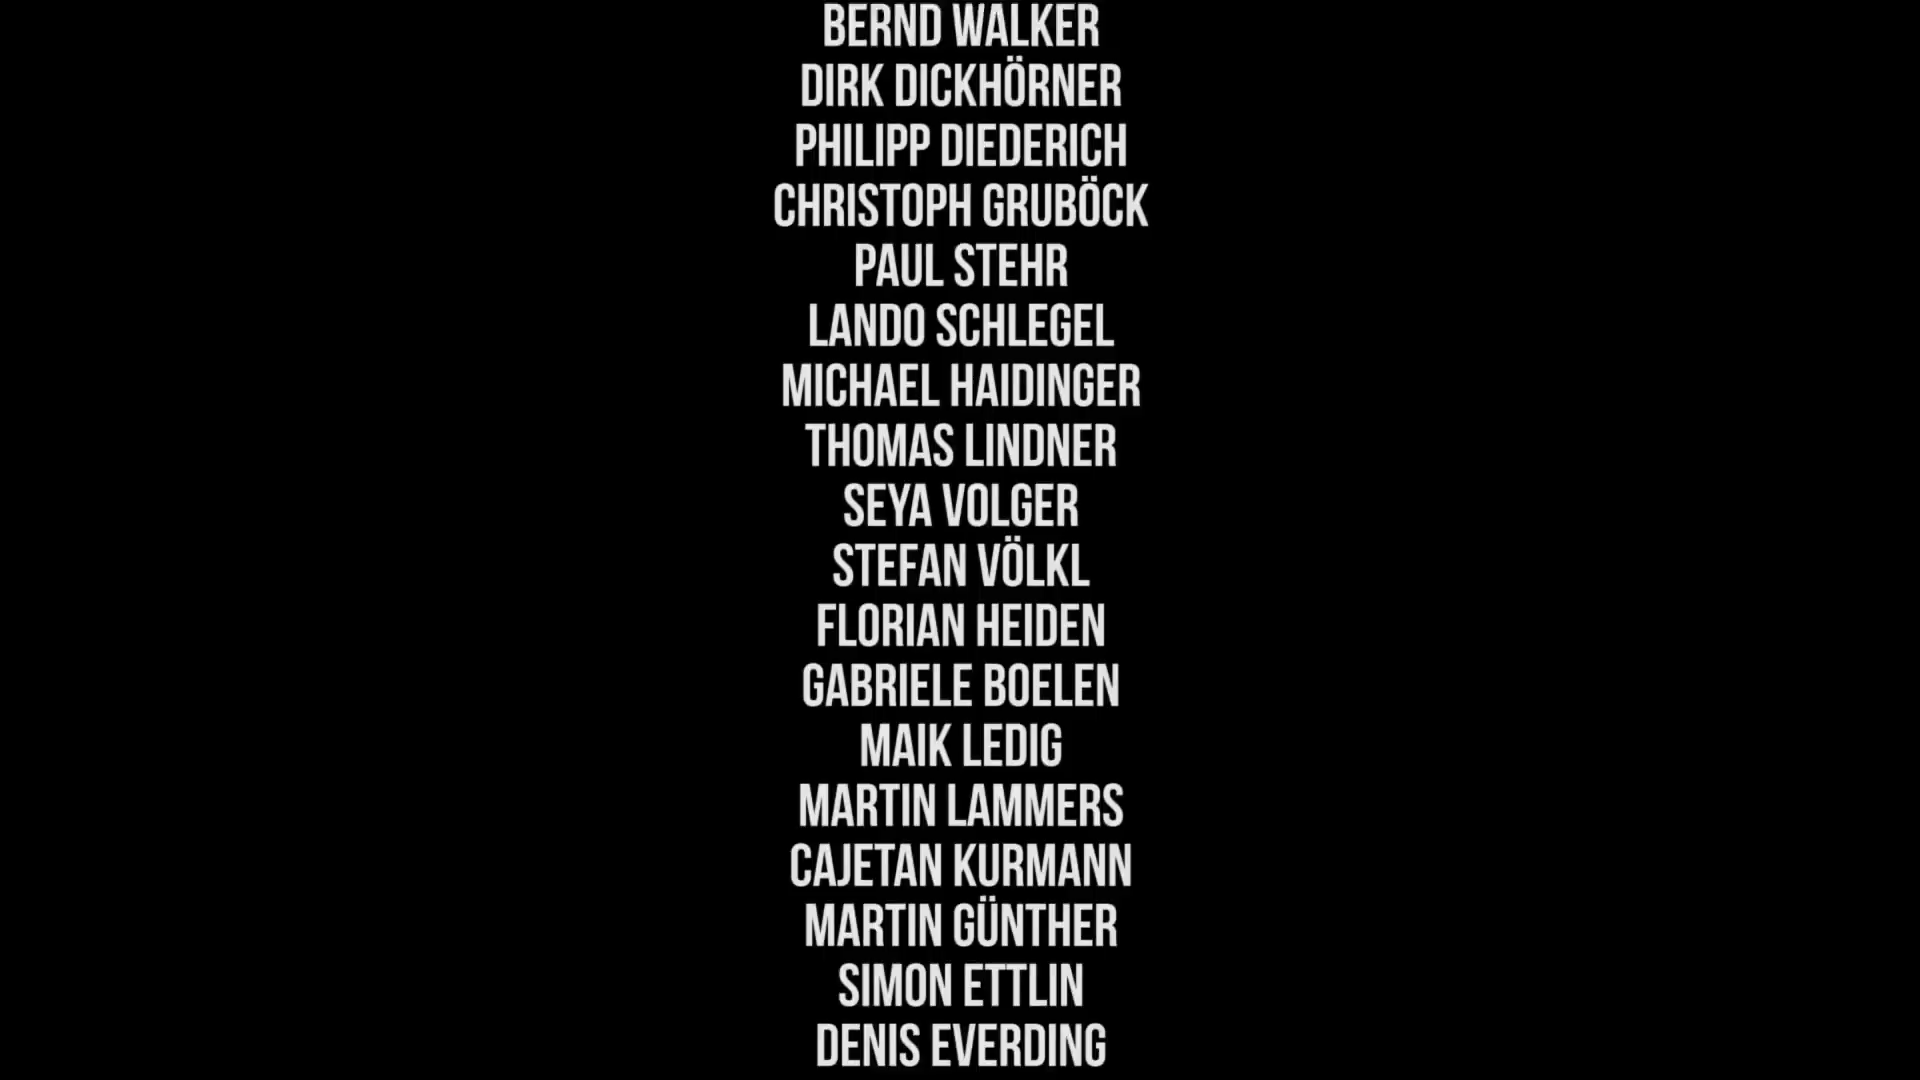 BERND WALKER
DIRK DICKHÖRNER
PHILIPP DIEDERICH
CHRISTOPH GRUBÖCK
PAUL STEHR
LANDO SCHLEGEL
MICHAEL HAIDINGER
THOMAS LINDNER
SEYA VOLGER
STEFAN VÖLKL
FLORIAN HEIDEN
GABRIELE BOELEN
MAIK LEDIG
MARTIN LAMMERS
CAJETAN KURMANN
MARTIN GÜNTHER
SIMON ETTLIN
DENIS EVERDING